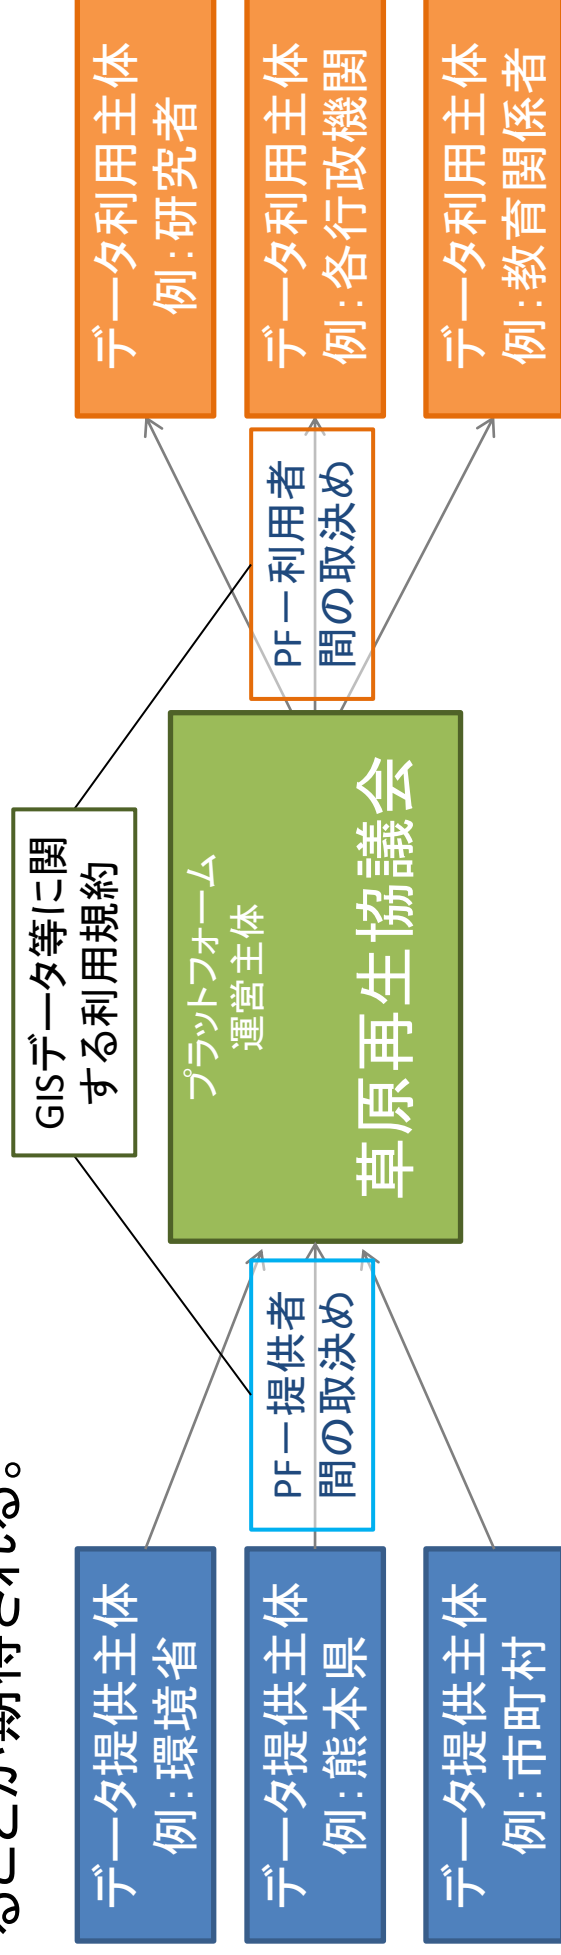 ることが期待される。
GISデータ等に関
する利用規約
データ提供主体
例：環境省
データ提供主体
例：熊本県
データ提供主体
例：市町村
PFー提供者
間の取決め
プラットフォーム
運営主体
草原再生協議会
PFー利用者
間の取決め
データ利用主体
例：研究者
データ利用主体
例：各行政機関
データ利用主体
例：教育関係者